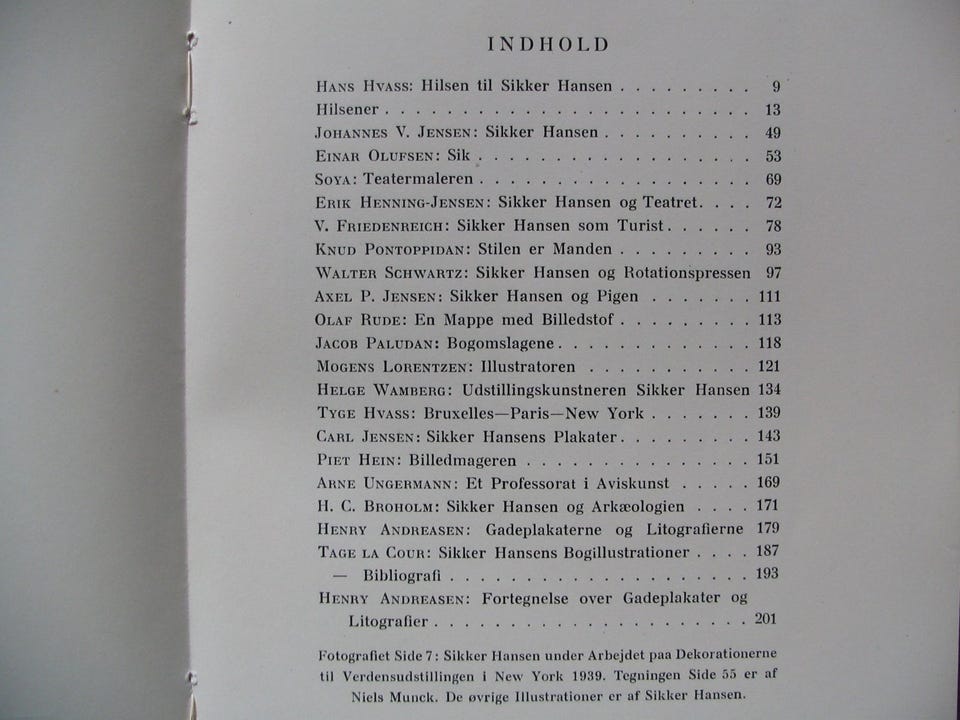 INDHOLD
HANS HVASS: Hilsen til Sikker Hansen . . . . . . . . . 9
Hilsener . . . . . . . . . . . . . . . . . . . . . . . . 13
JOHANNES V. JENSEN: Sikker Hansen . . . . . . . . . . 49
EINAR OLUFSEN: Sik . . . . . . . . . . . . . . . . . . 53
SOYA: Teatermaleren . . . . . . . . . . . . . . . . . . 69
ERIK HENNING-JENSEN: Sikker Hansen og Teatret. . . . 72
V. FRIEDENREICH: Sikker Hansen som Turist . . . . . . 78
KNUD PONTOPPIDAN: Stilen er Manden . . . . . . . . . 93
WALTER SCHWARTZ: Sikker Hansen og Rotationspressen 97
AXEL P. JENSEN: Sikker Hansen og Pigen . . . . . . . 111
OLAF RUDE: En Mappe med Billedstof . . . . . . . . . 113
JACOB PALUDAN: Bogomslagene . . . . . . . . . . . . . 118
MOGENS LORENTZEN: Illustratoren . . . . . . . . . . . 121
HELGE WAMBERG: Udstillingskunstneren Sikker Hansen 134
TYGE HVASS: Bruxelles—Paris—New York . . . . . . . 139
CARL JENSEN: Sikker Hansens Plakater . . . . . . . . . 143
PIET HEIN: Billedmageren . . . . . . . . . . . . . . . 151
ARNE UNGERMANN: Et Professorat i Aviskunst . . . . . 169
H. C. BROHOLM: Sikker Hansen og Arkæologien . . . . 171
HENRY ANDREASEN: Gadeplakaterne og Litografierne 179
TAGE LA COUR: Sikker Hansens Bogillustrationer . . . . 187
— Bibliografi . . . . . . . . . . . . . . . . . . . . 193
HENRY ANDREASEN: Fortegnelse over Gadeplakater og
Litografier . . . . . . . . . . . . . . . . . . . . . 201
Fotografiet Side 7: Sikker Hansen under Arbejdet paa Dekorationerne
til Verdensudstillingen i New York 1939. Tegningen Side 55 er af
Niels Munck. De øvrige Illustrationer er af Sikker Hansen.